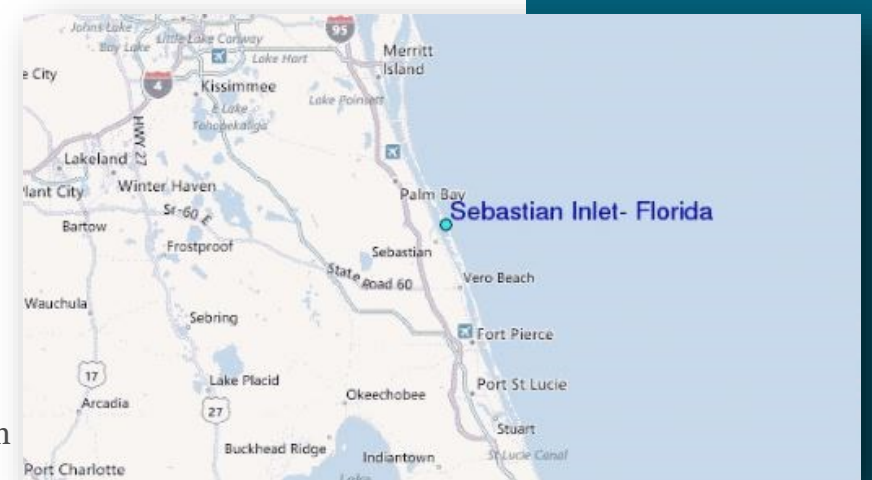 Johns Lake
Little Lake Conway
95
Bay Lake
Merritt
Island
Lake Hart
e City
4
Kissimmee
E Lake
Tohopekaliga
Lake Poinsett
HWY 27
Lakeland
Winter Haven
lant City
Palm Bay
Sebastian Inlet- Florida
Sr-60 E
Bartow
Frostproof
Sebastian
State Road 60
Vero Beach
Wauchula
Sebring
Fort Pierce
17
Lake Placid
Port St Lucie
Okeechobee
Arcadia
27
Stuart
n
Buckhead Ridge
Indiantown
St Lucie Canal
Port Charlotte
Lake